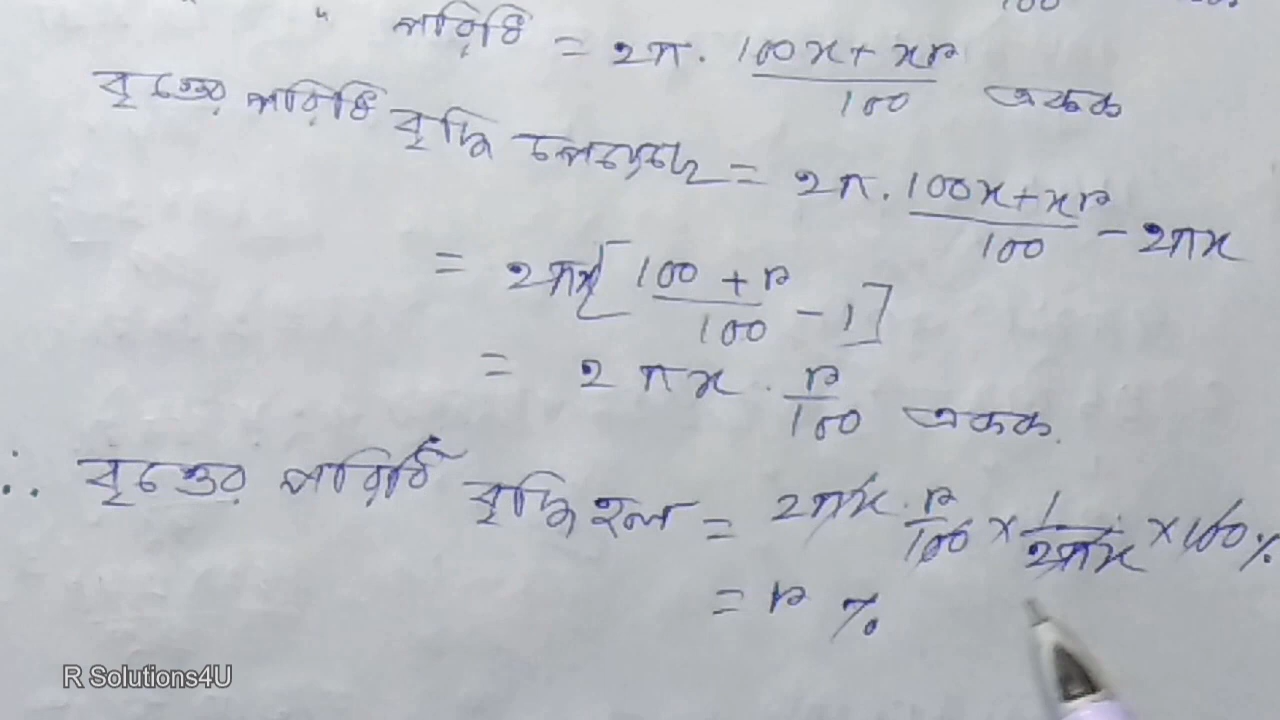 100
" পরিধি = 2π. 100x + xr / 100 একক
বৃত্তের পরিধি বৃদ্ধি পেয়েছে = 2π. 100x + xr / 100 - 2πx
= 2πx[ 100 + r / 100 - 1 ]
= 2πx . r / 100 একক.
∴ বৃত্তের পরিধি বৃদ্ধি হল = 2πx . r / 100 × 1 / 2πx × 100%
= r %
R Solutions4U